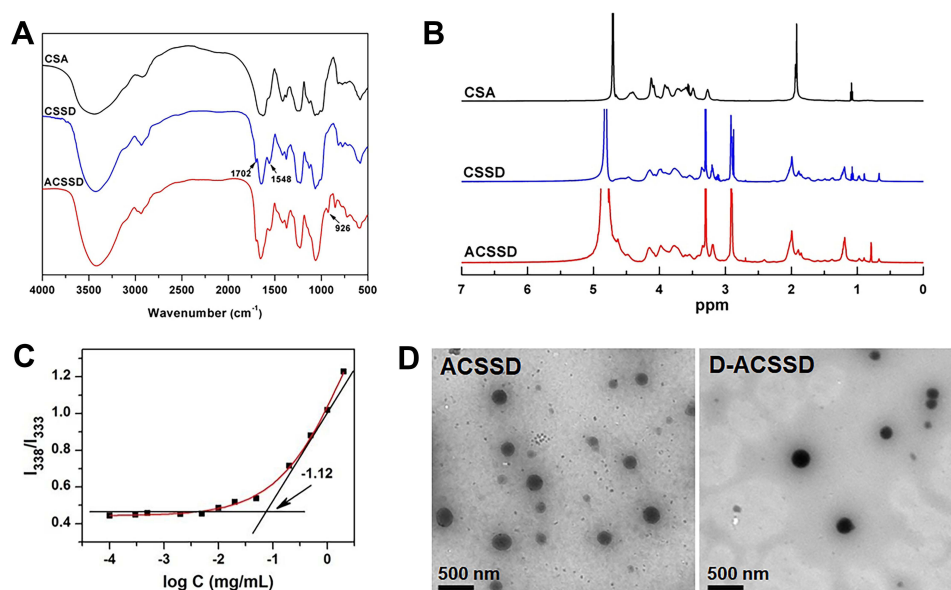 A
CSA
CSSD
1702
1548
ACSSD
926
4000 3500 3000 2500 2000 1500 1000 500
Wavenumber (cm⁻¹)
B
CSA
CSSD
ACSSD
7 6 5 4 3 2 1 0
ppm
C
I₃₃₈/I₃₃₃
1.2
1.0
0.8
0.6
0.4
-1.12
-4 -3 -2 -1 0
log C (mg/mL)
D
ACSSD
500 nm
D-ACSSD
500 nm